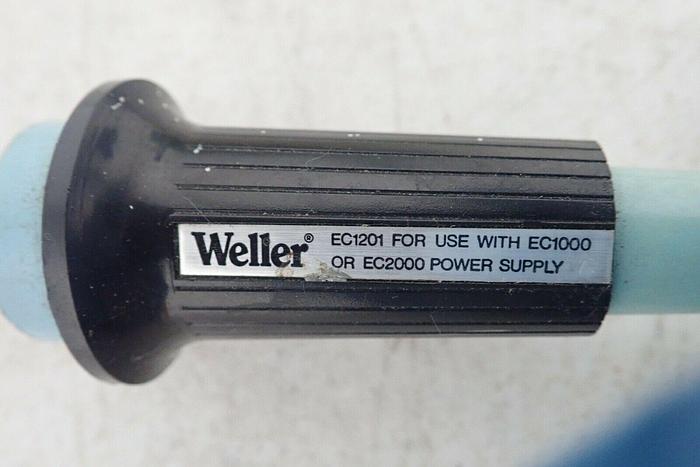 Weller® EC1201 FOR USE WITH EC1000
OR EC2000 POWER SUPPLY